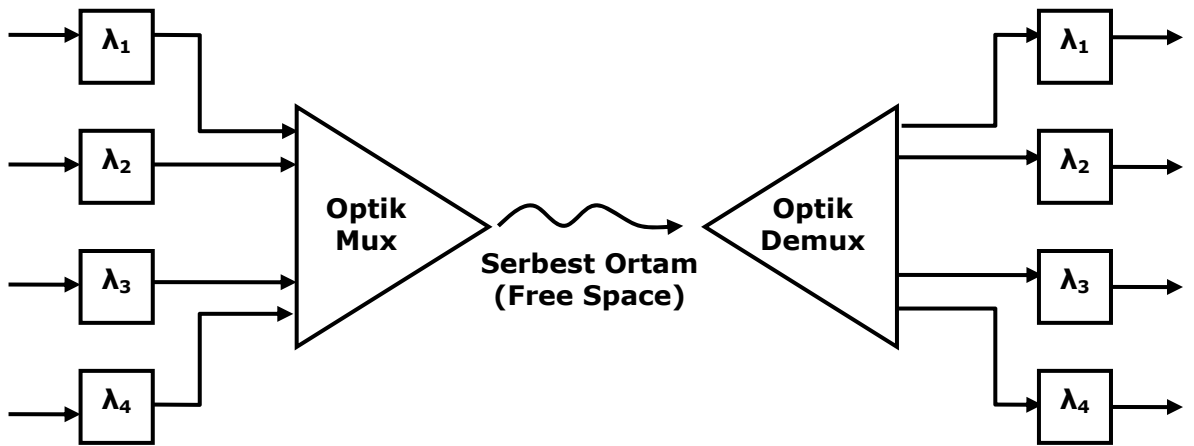 λ1
λ2
λ3
λ4
Optik
Mux
Serbest Ortam
(Free Space)
Optik
Demux
λ1
λ2
λ3
λ4